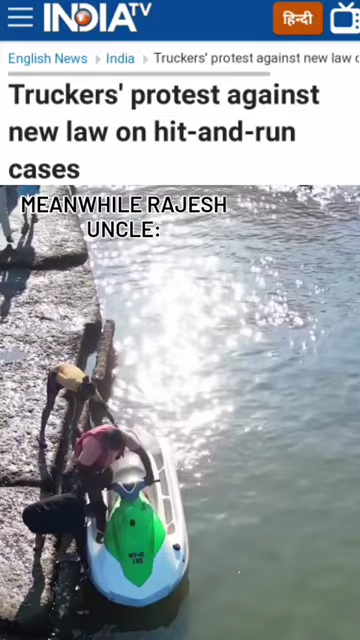 INDIA TV
हिन्दी
English News
India
Truckers' protest against new law
Truckers' protest against
new law on hit-and-run
cases
MEANWHILE RAJESH
UNCLE: